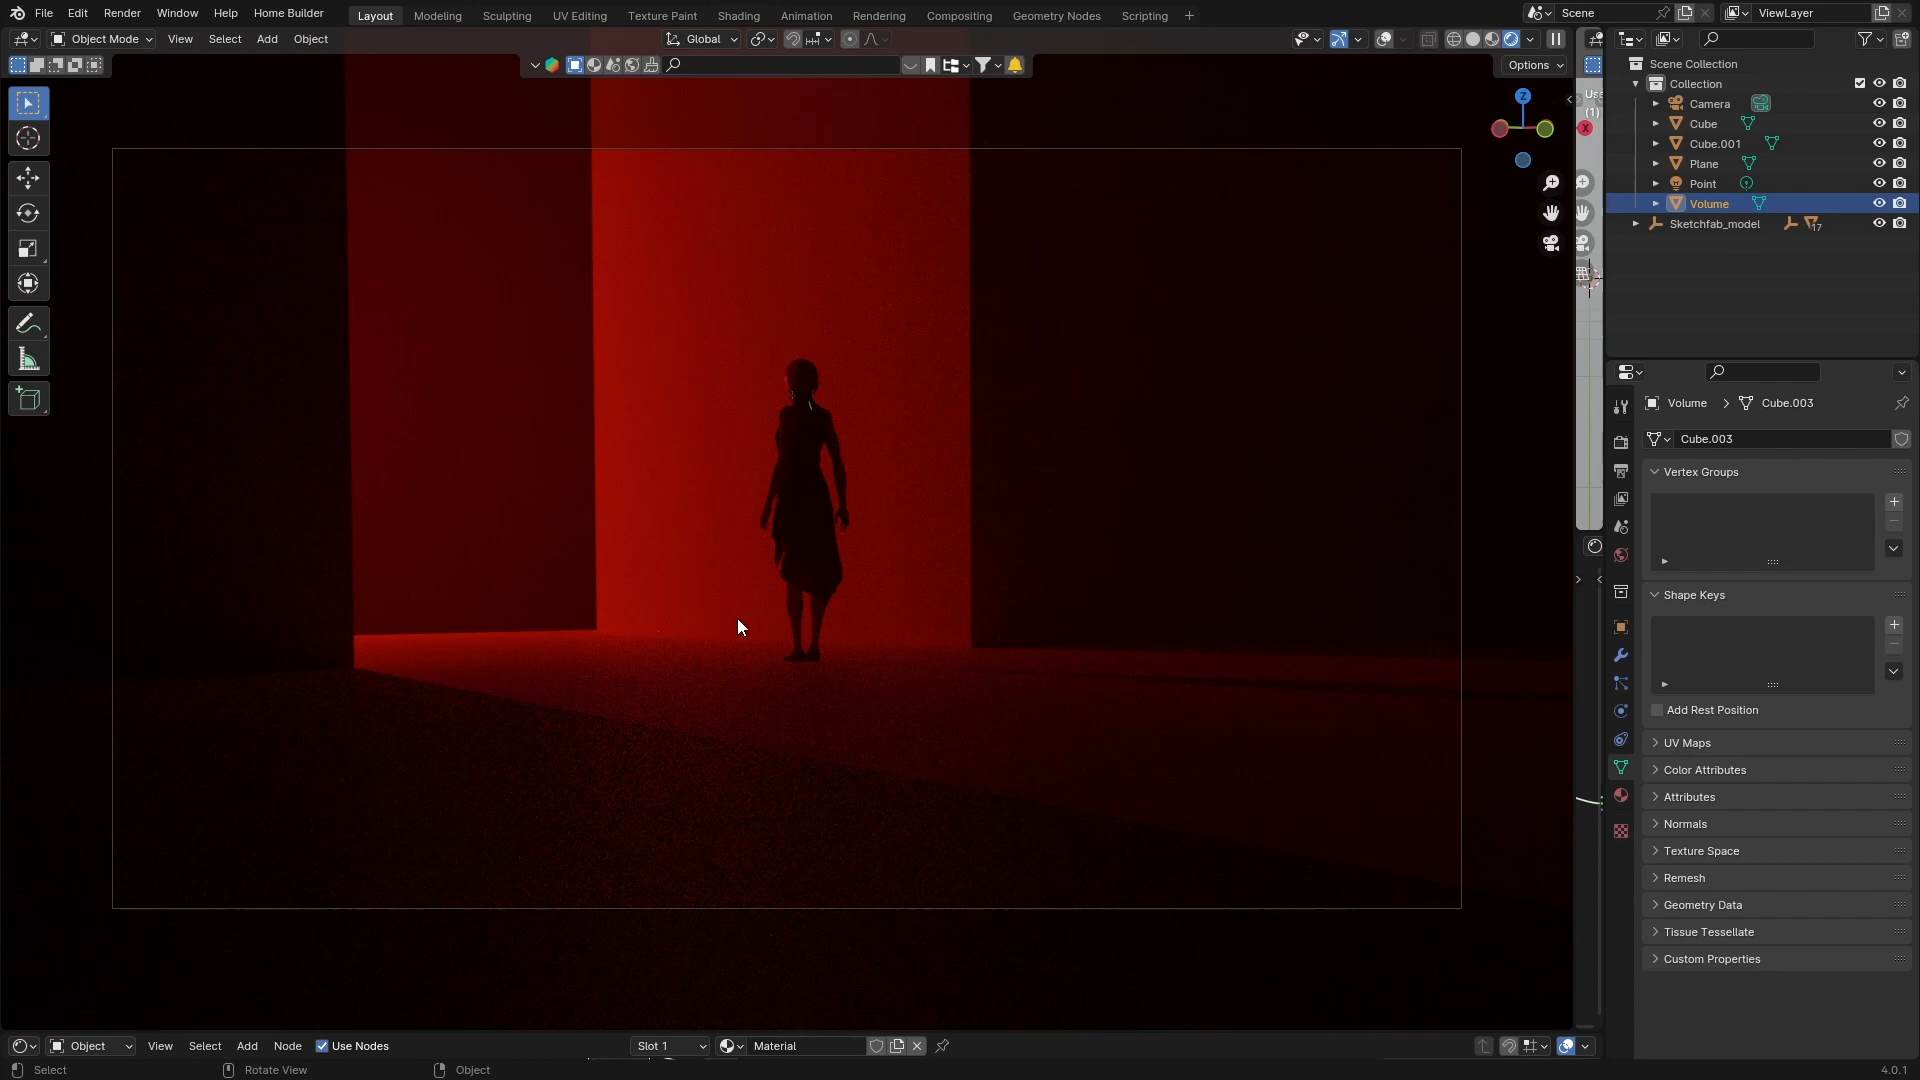 File Edit Render Window Help Home Builder Layout Modeling Sculpting UV Editing Texture Paint Shading Animation Rendering Compositing Geometry Nodes Scripting + Scene ViewLayer
Object Mode View Select Add Object Global
Options
Scene Collection
Collection
Camera
Cube
Cube.001
Plane
Point
Volume
Sketchfab_model 17
Z
X
Use
(1)
Volume > Cube.003
Cube.003
Vertex Groups
Shape Keys
Add Rest Position
UV Maps
Color Attributes
Attributes
Normals
Texture Space
Remesh
Geometry Data
Tissue Tessellate
Custom Properties
Object View Select Add Node Use Nodes Slot 1 Material
Select Rotate View Object 4.0.1